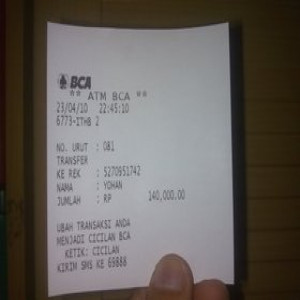 BCA
** ATM BCA **
23/04/10 22:45:10
6773-ITHB 2
NO. URUT : 081
TRANSFER
KE REK : 5270951742
NAMA : YOHAN
JUMLAH : RP 140,000.00
UBAH TRANSAKSI ANDA
MENJADI CICILAN BCA
KETIK: CICILAN
KIRIM SMS KE 69888